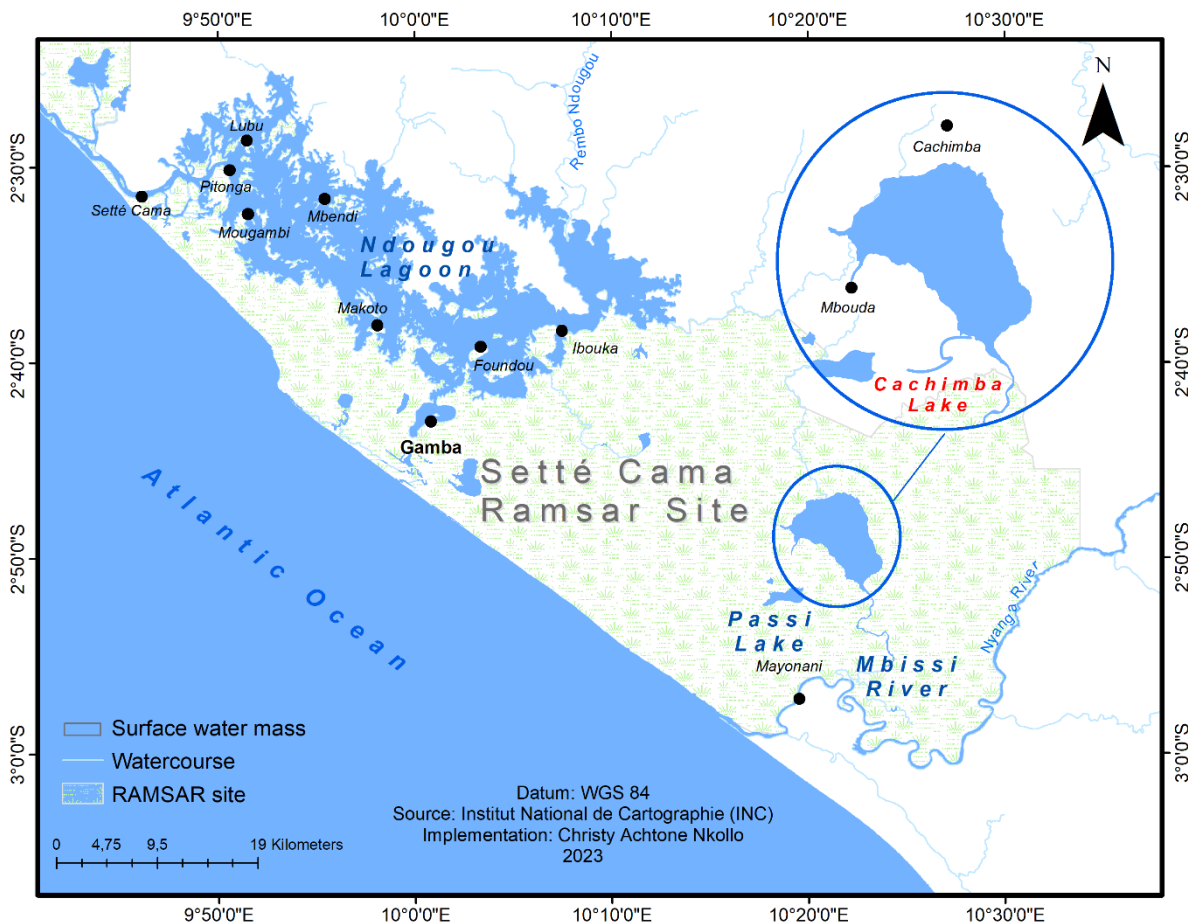 9°50'0"E
10°0'0"E
10°10'0"E
10°20'0"E
10°30'0"E
N
Lubu
Rembo Ndougou
Cachimba
2°30'0"S
2°30'0"S
Pitonga
Setté Cama
Mbendi
Mougambi
Ndougou
Lagoon
Makoto
Mbouda
Ibouka
Foundou
2°40'0"S
2°40'0"S
Cachimba
Lake
Gamba
Setté Cama
Ramsar Site
Atlantic Ocean
2°50'0"S
2°50'0"S
Nyanga River
Passi
Lake
Mayonani
Mbissi
River
Surface water mass
Watercourse
RAMSAR site
3°0'0"S
3°0'0"S
Datum: WGS 84
Source: Institut National de Cartographie (INC)
Implementation: Christy Achtone Nkollo
2023
0 4,75 9,5 19 Kilometers
9°50'0"E
10°0'0"E
10°10'0"E
10°20'0"E
10°30'0"E